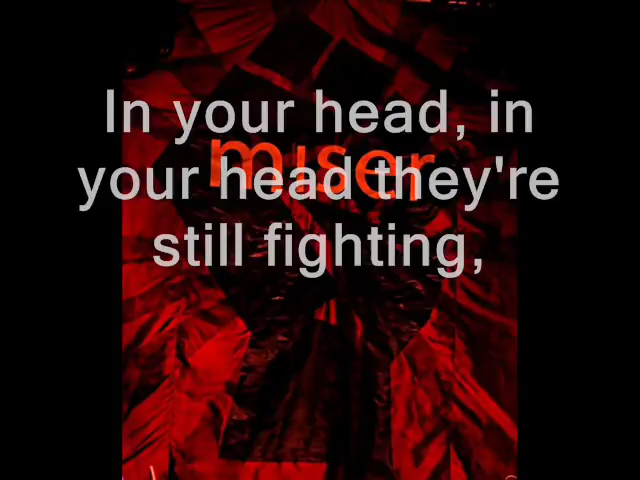 In your head, in
miser
your head they're
still fighting,